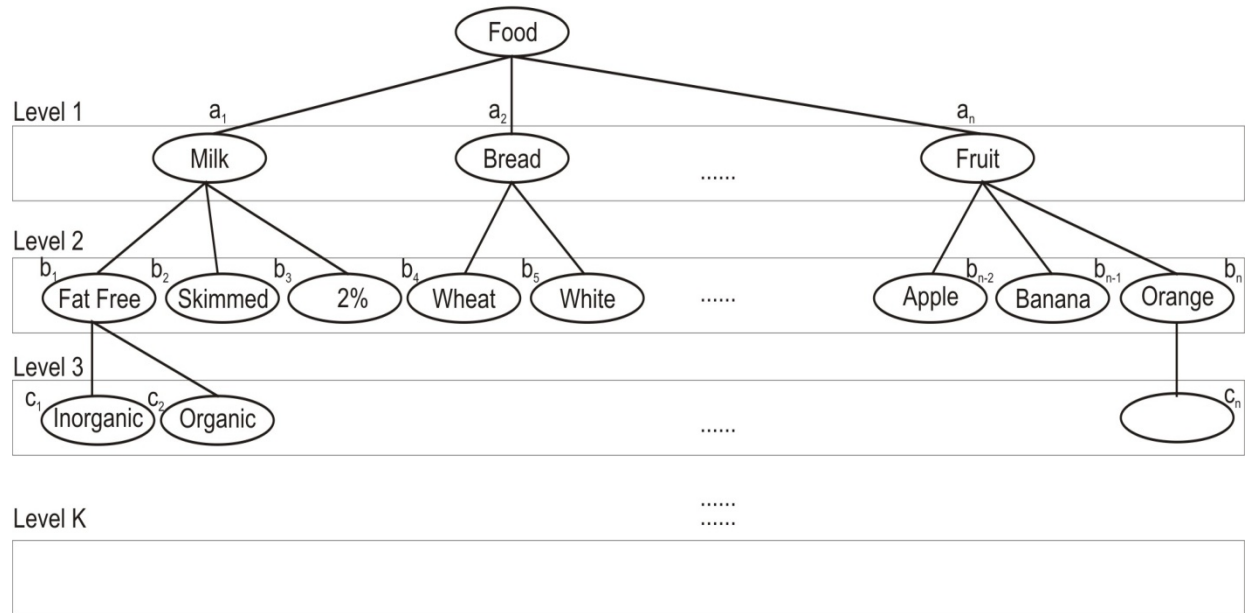 Food
Level 1
a₁ a₂ aₙ
Milk Bread ...... Fruit
Level 2
b₁ b₂ b₃ b₄ b₅ bₙ₋₂ bₙ₋₁ bₙ
Fat Free Skimmed 2% Wheat White ...... Apple Banana Orange
Level 3
c₁ c₂ cₙ
Inorganic Organic ......
......
......
Level K